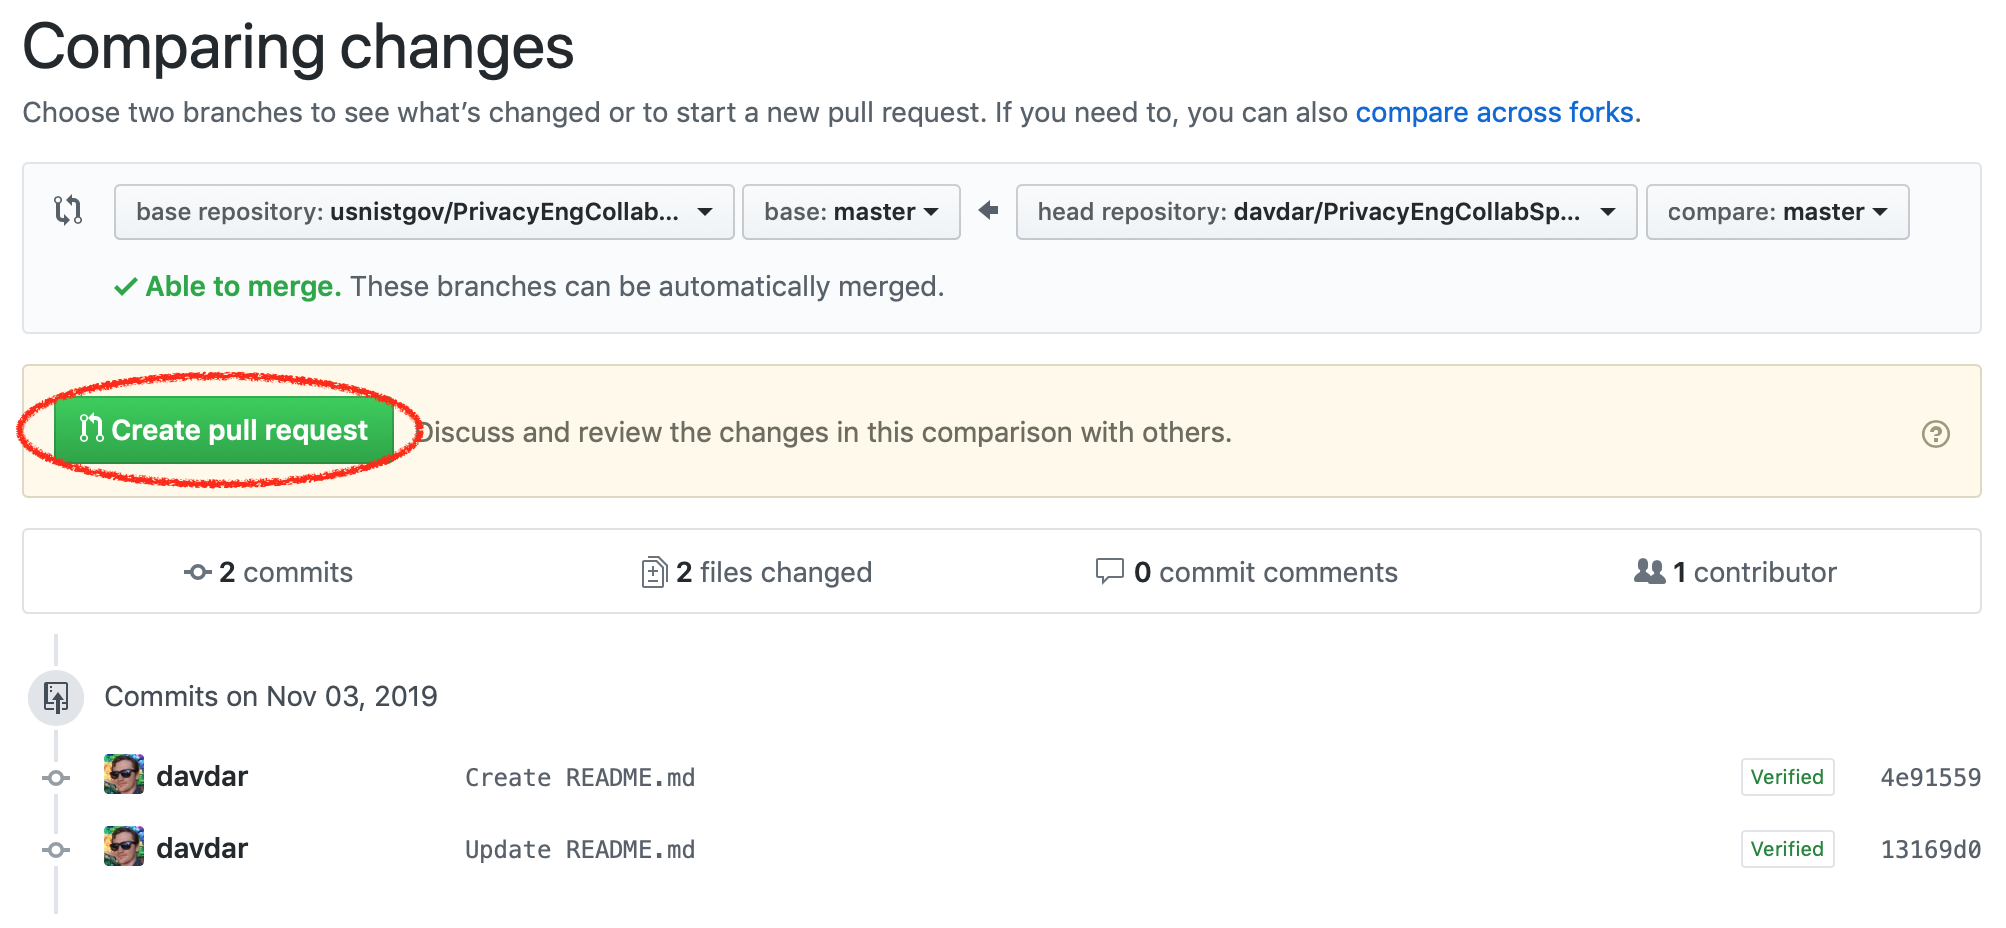 Comparing changes
Choose two branches to see what’s changed or to start a new pull request. If you need to, you can also compare across forks.
base repository: usnistgov/PrivacyEngCollab... base: master head repository: davdar/PrivacyEngCollabSp... compare: master
Able to merge. These branches can be automatically merged.
Create pull request Discuss and review the changes in this comparison with others.
2 commits 2 files changed 0 commit comments 1 contributor
Commits on Nov 03, 2019
davdar Create README.md Verified 4e91559
davdar Update README.md Verified 13169d0